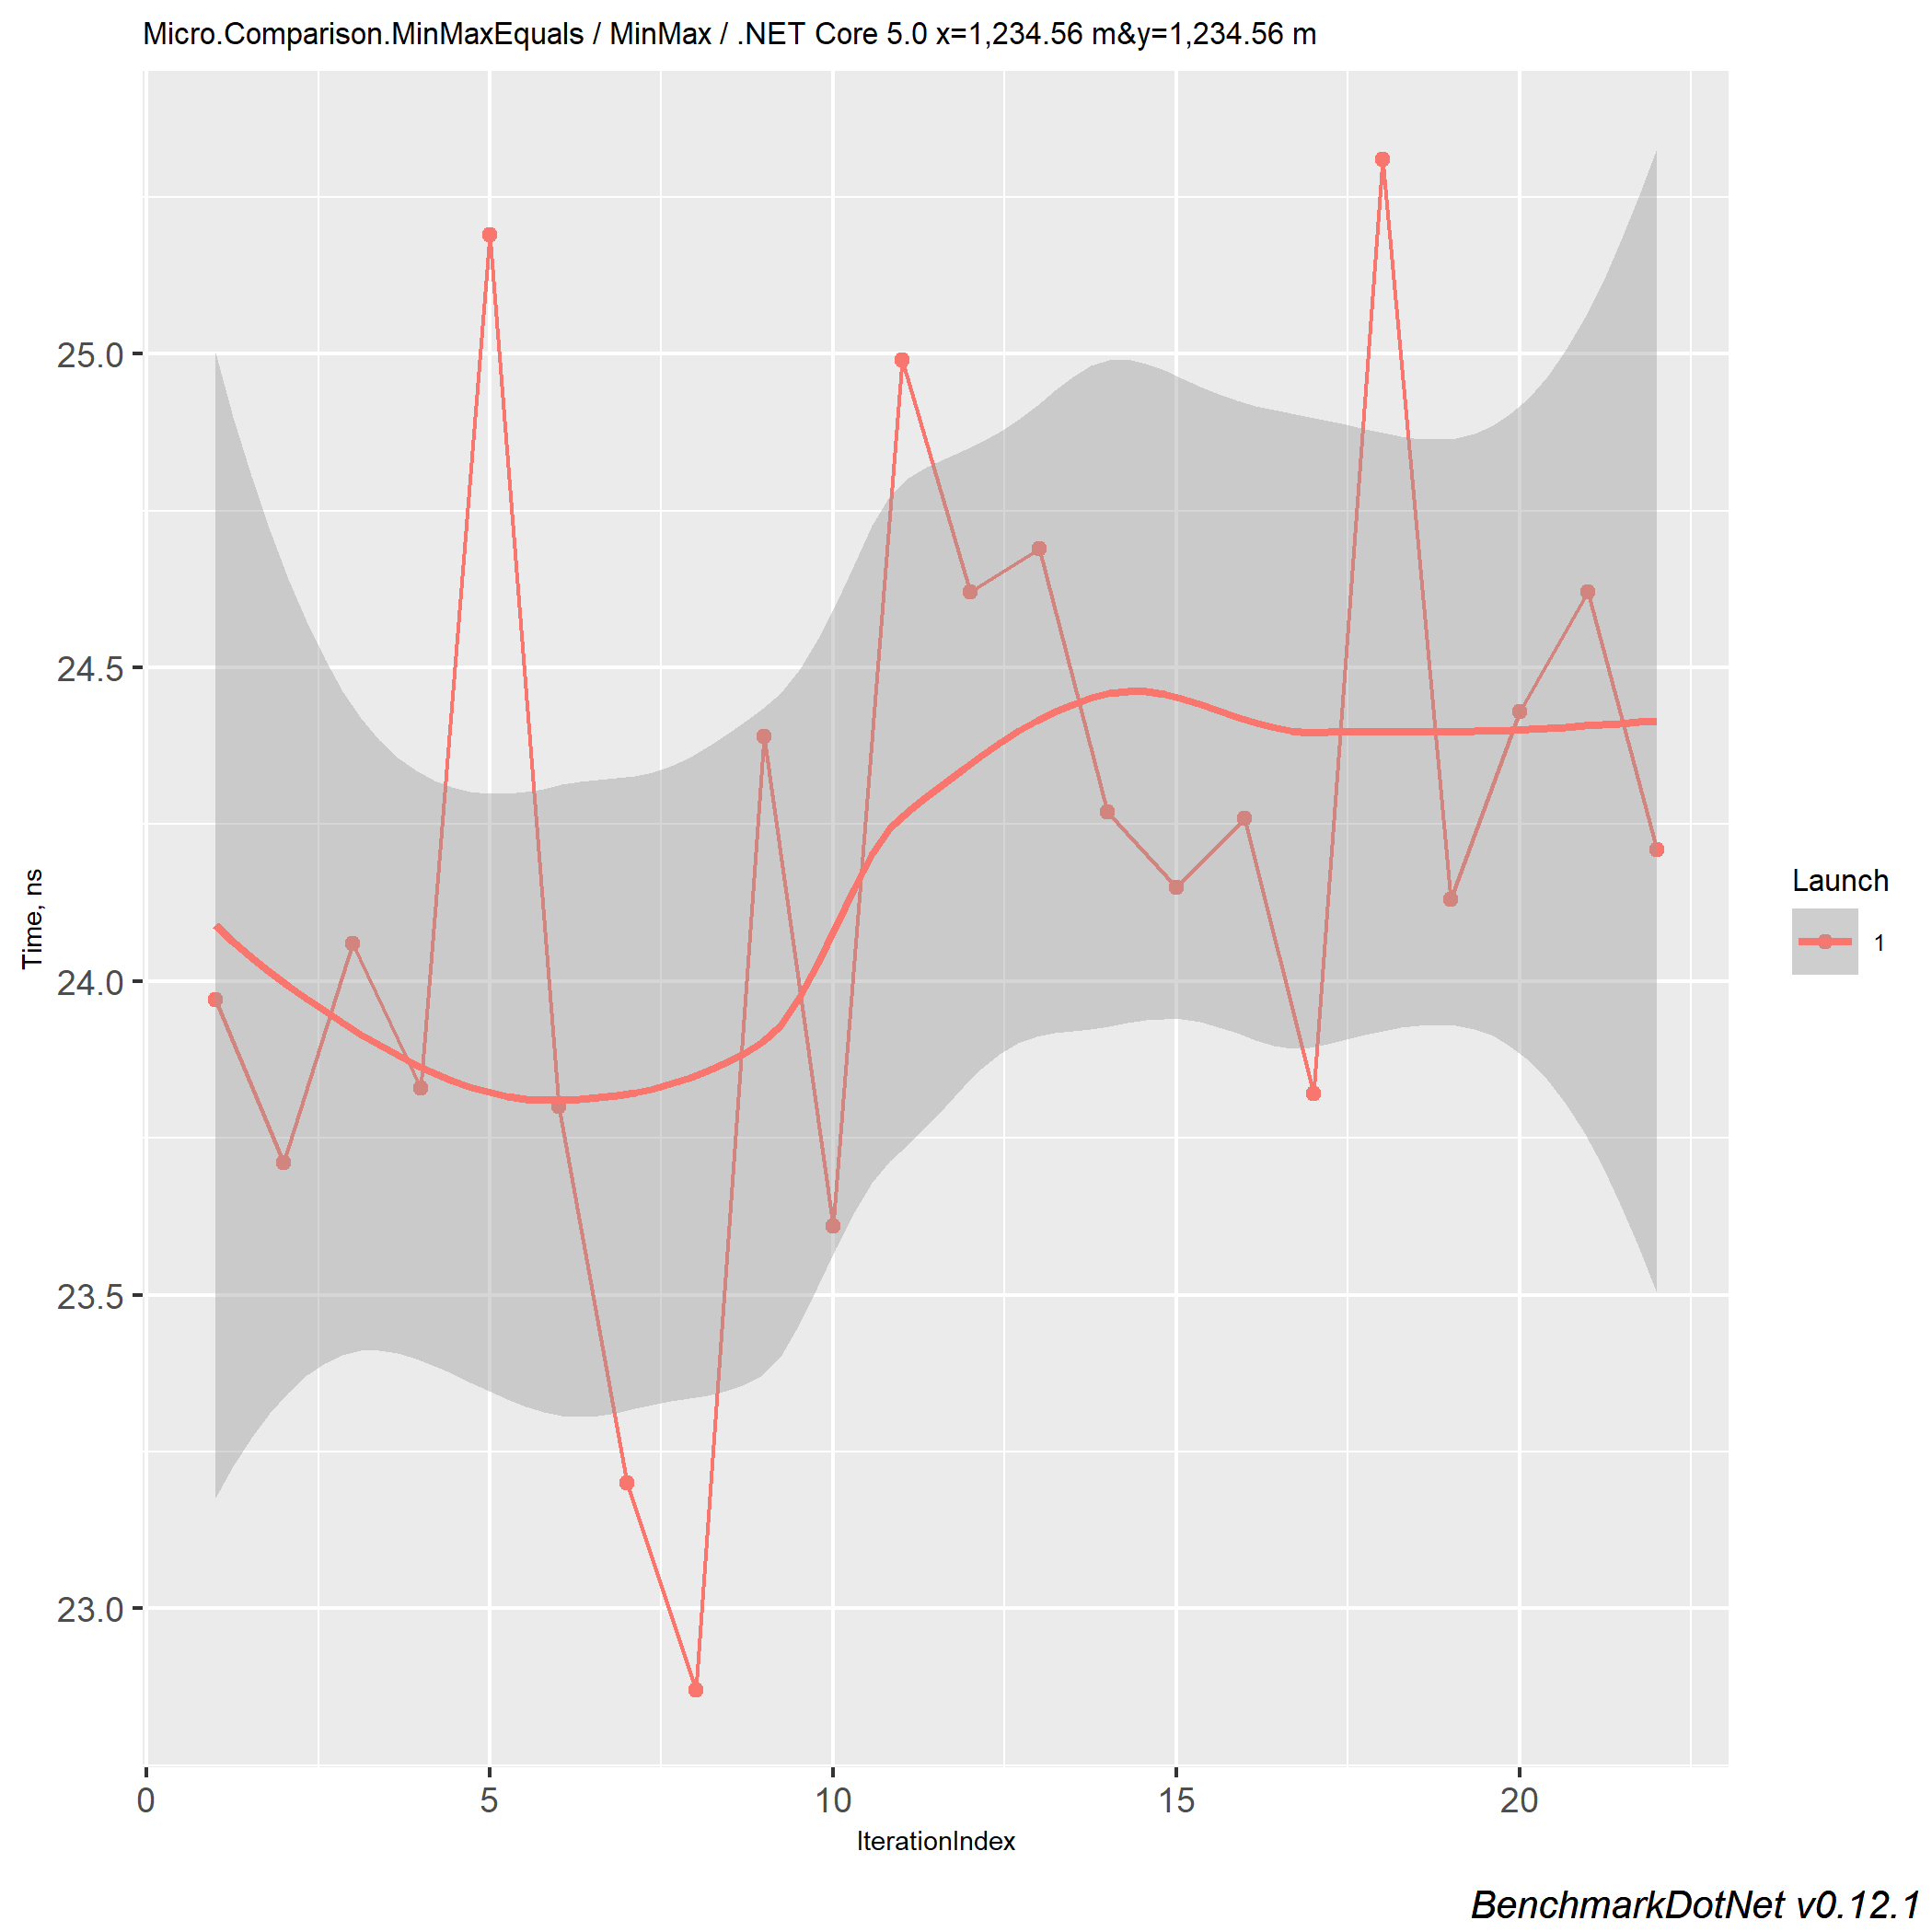 Micro.Comparison.MinMaxEquals / MinMax / .NET Core 5.0 x=1,234.56 m&y=1,234.56 m
25.0
24.5
24.0
23.5
23.0
Time, ns
0 5 10 15 20
IterationIndex
Launch
1
BenchmarkDotNet v0.12.1